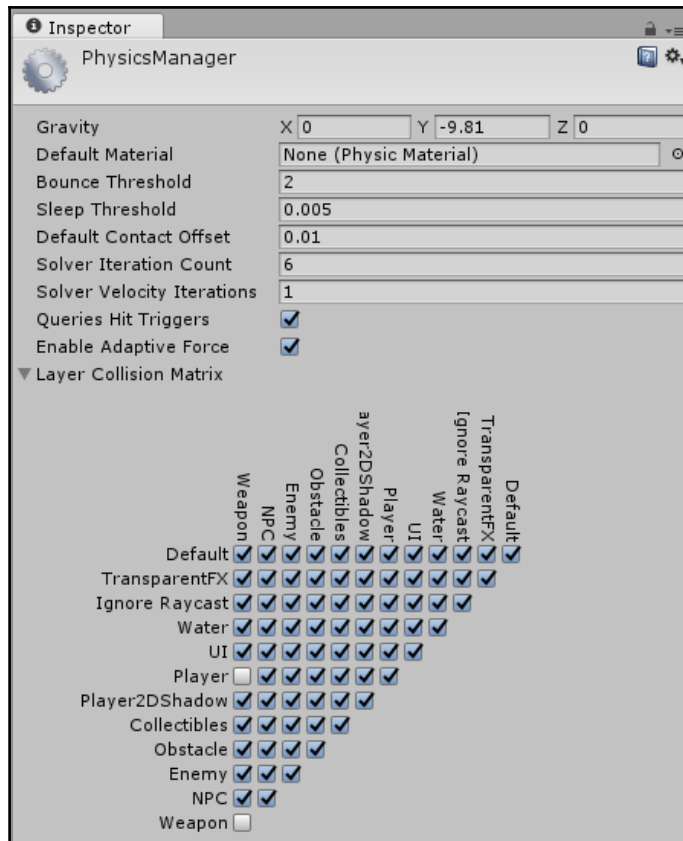 Inspector
PhysicsManager
Gravity X 0 Y -9.81 Z 0
Default Material None (Physic Material)
Bounce Threshold 2
Sleep Threshold 0.005
Default Contact Offset 0.01
Solver Iteration Count 6
Solver Velocity Iterations 1
Queries Hit Triggers
Enable Adaptive Force
Layer Collision Matrix
Weapon
NPC
Enemy
Obstacle
Collectibles
ayer2DShadow
Player
UI
Water
Ignore Raycast
TransparentFX
Default
Default
TransparentFX
Ignore Raycast
Water
UI
Player
Player2DShadow
Collectibles
Obstacle
Enemy
NPC
Weapon